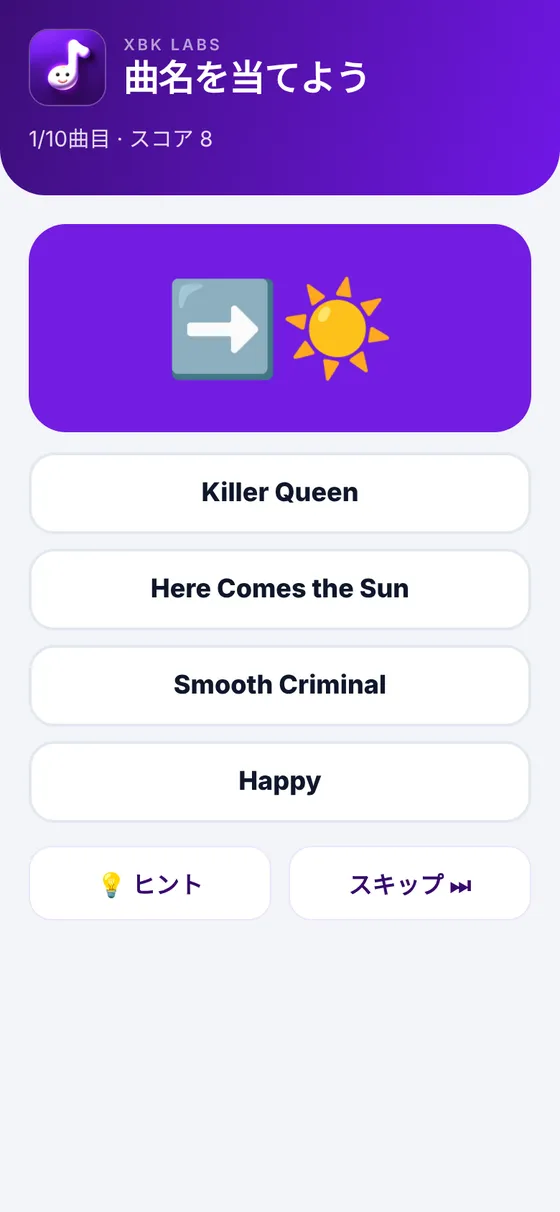 XBK LABS
曲名を当てよう
1/10曲目 · スコア 8
Killer Queen
Here Comes the Sun
Smooth Criminal
Happy
💡 ヒント
スキップ ⏭